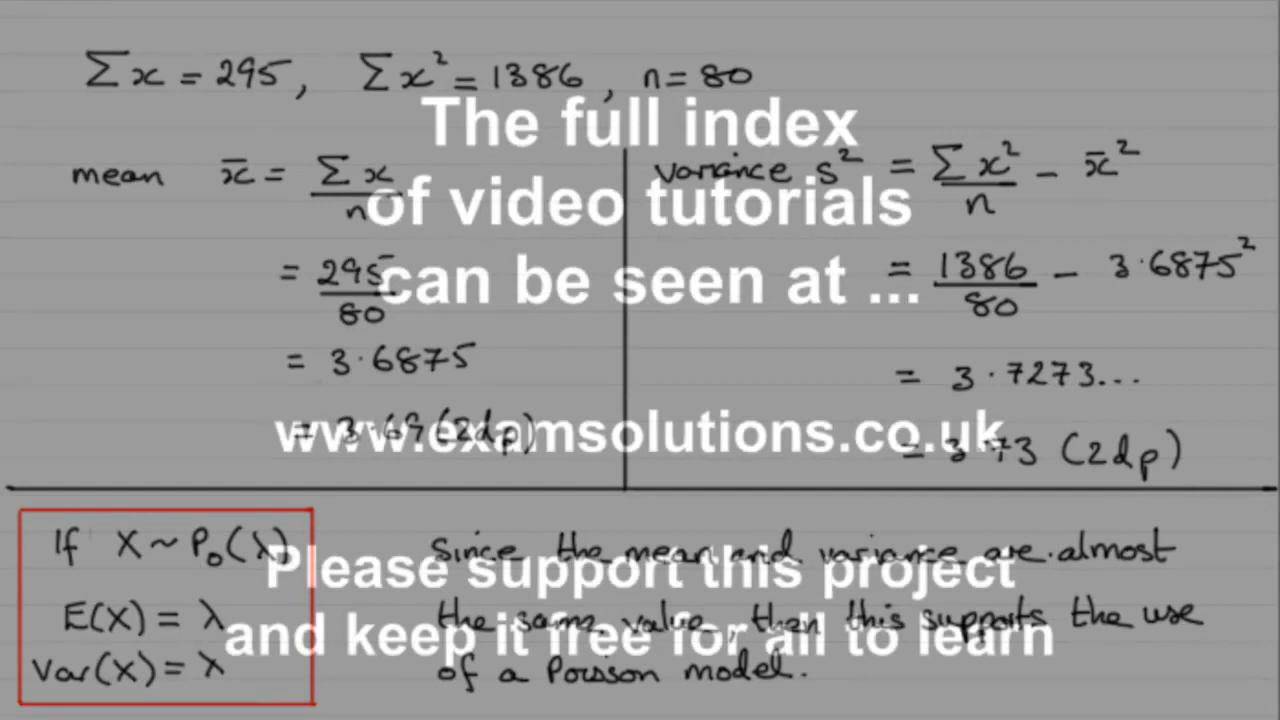 Σx = 295, Σx² = 1386, n = 80
mean x̄ = Σx/n
= 295/80
= 3.6875
= 3.69 (2dp)
variance s² = Σx²/n − x̄²
= 1386/80 − 3.6875²
= 3.7273...
= 3.73 (2dp)
If X ~ Po(λ)
E(X) = λ
Var(X) = λ
Since the mean and variance are almost
the same value, then this supports the use
of a Poisson model.
The full index
of video tutorials
can be seen at ...
www.examsolutions.co.uk
Please support this project
and keep it free for all to learn